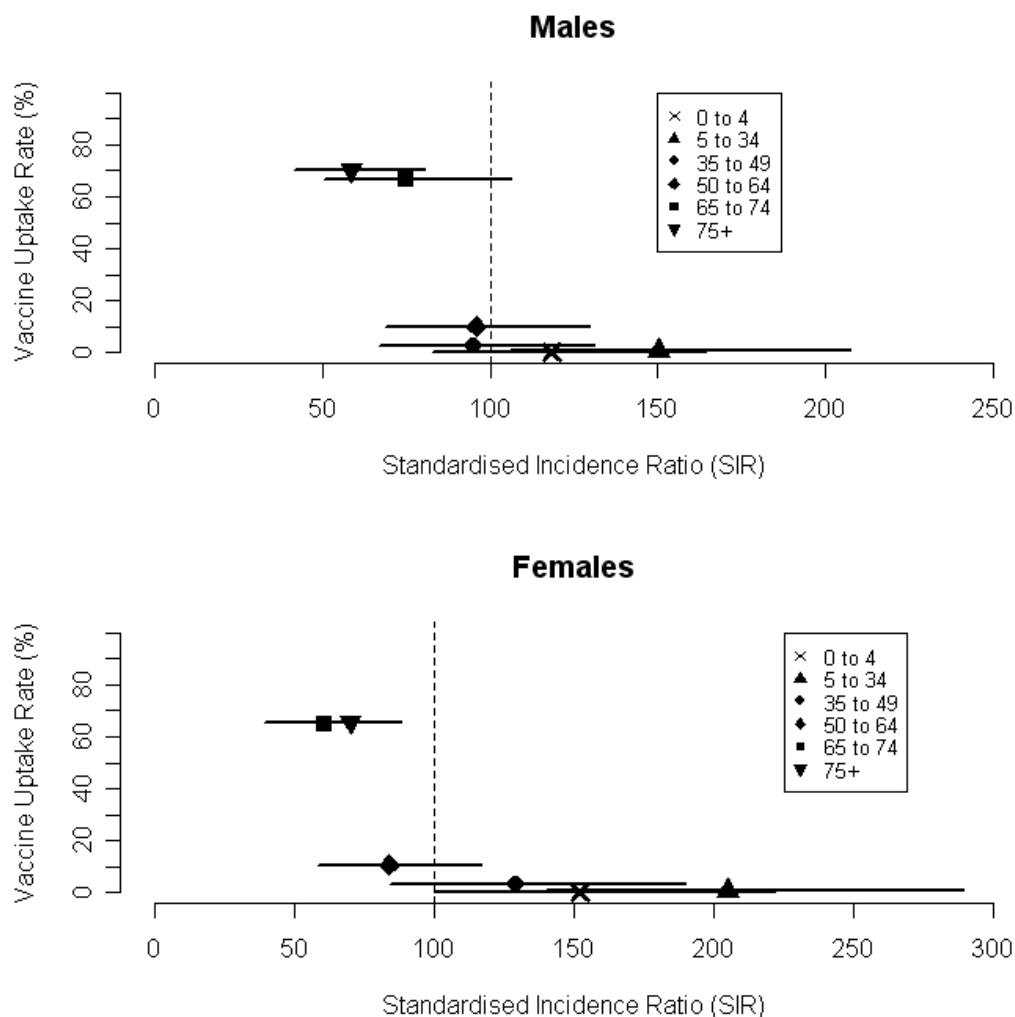 Males
Vaccine Uptake Rate (%)
80
60
40
20
0
0 to 4
5 to 34
35 to 49
50 to 64
65 to 74
75+
0 50 100 150 200 250
Standardised Incidence Ratio (SIR)
Females
Vaccine Uptake Rate (%)
80
60
40
20
0
0 to 4
5 to 34
35 to 49
50 to 64
65 to 74
75+
0 50 100 150 200 250 300
Standardised Incidence Ratio (SIR)